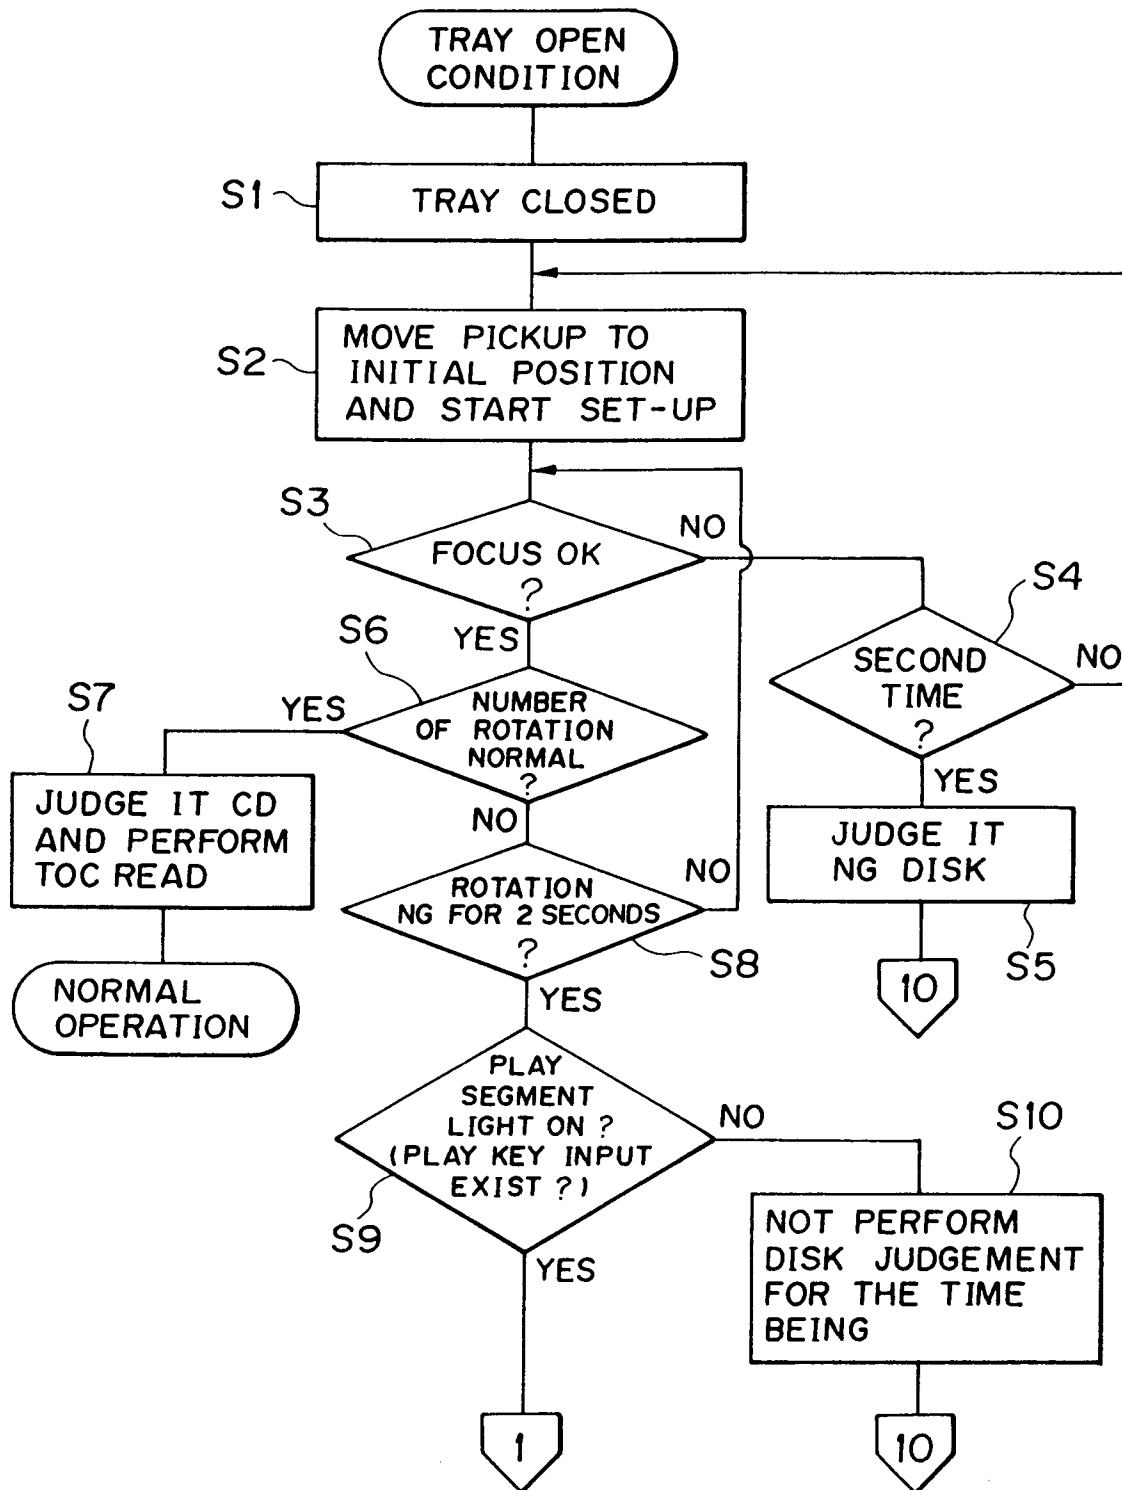 TRAY OPEN
CONDITION
S1
TRAY CLOSED
S2
MOVE PICKUP TO
INITIAL POSITION
AND START SET-UP
S3
FOCUS OK
?
NO
YES
S4
SECOND
TIME
?
NO
YES
S5
JUDGE IT
NG DISK
10
S6
NUMBER
OF ROTATION
NORMAL
?
YES
NO
S7
JUDGE IT CD
AND PERFORM
TOC READ
NORMAL
OPERATION
ROTATION
NG FOR 2 SECONDS
?
NO
S8
YES
PLAY
SEGMENT
LIGHT ON ?
(PLAY KEY INPUT
EXIST ?)
S9
NO
YES
S10
NOT PERFORM
DISK JUDGEMENT
FOR THE TIME
BEING
1
10